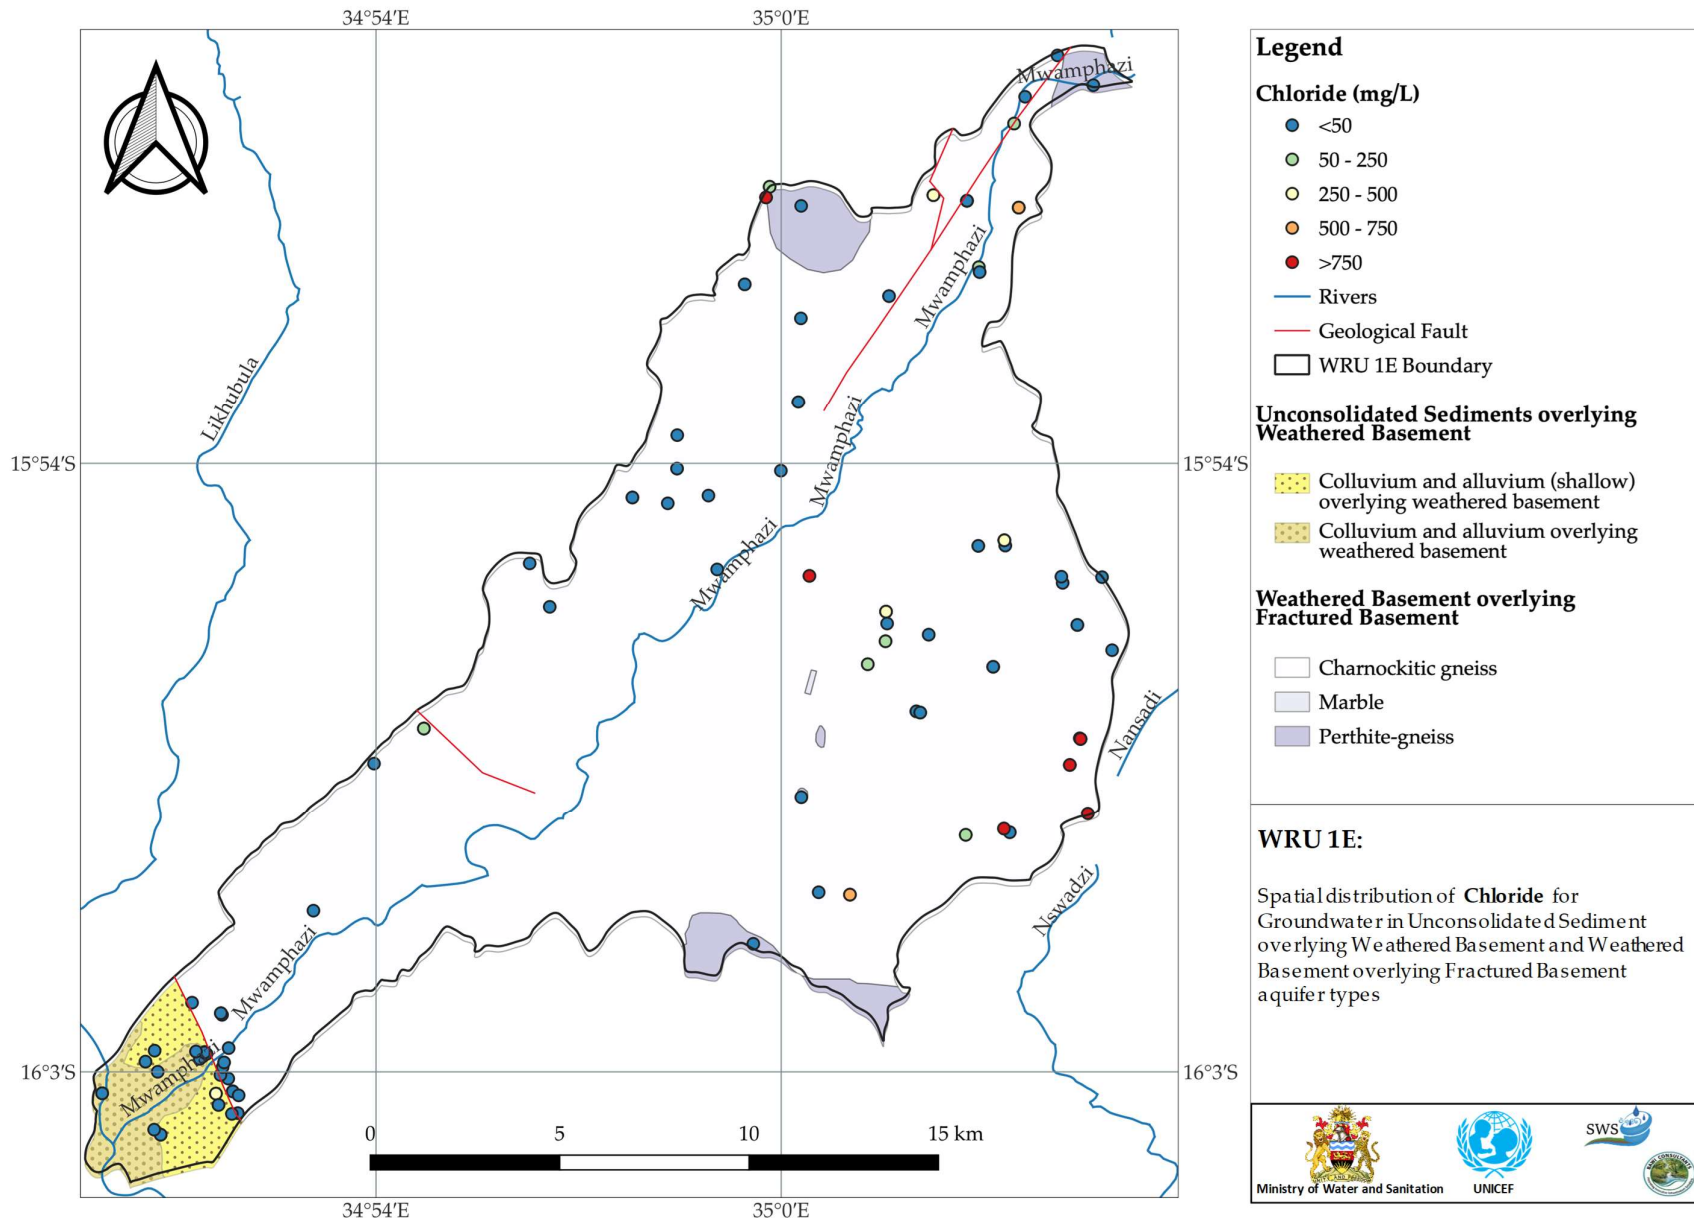 34°54'E
35°0'E
Mwamphazi
Mwamphazi
Likhubula
Mwamphazi
15°54'S
15°54'S
Mwamphazi
Nansadi
Nswadzi
Mwamphazi
Mwamphazi
16°3'S
16°3'S
0 5 10 15 km
34°54'E
35°0'E
Legend
Chloride (mg/L)
<50
50 - 250
250 - 500
500 - 750
>750
Rivers
Geological Fault
WRU 1E Boundary
Unconsolidated Sediments overlying
Weathered Basement
Colluvium and alluvium (shallow)
overlying weathered basement
Colluvium and alluvium overlying
weathered basement
Weathered Basement overlying
Fractured Basement
Charnockitic gneiss
Marble
Perthite-gneiss
WRU 1E:
Spatial distribution of Chloride for
Groundwater in Unconsolidated Sediment
overlying Weathered Basement and Weathered
Basement overlying Fractured Basement
aquifer types
Ministry of Water and Sanitation
UNICEF
SWS